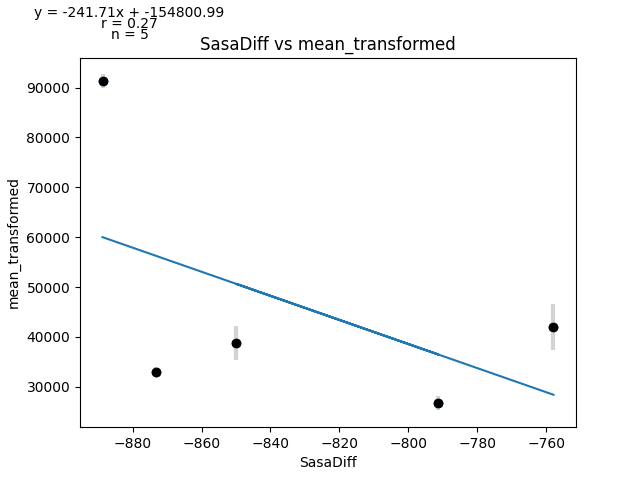 y = -241.71x + -154800.99
r = 0.27
n = 5
SasaDiff vs mean_transformed
90000
80000
70000
60000
50000
40000
30000
mean_transformed
−880
−860
−840
−820
−800
−780
−760
SasaDiff